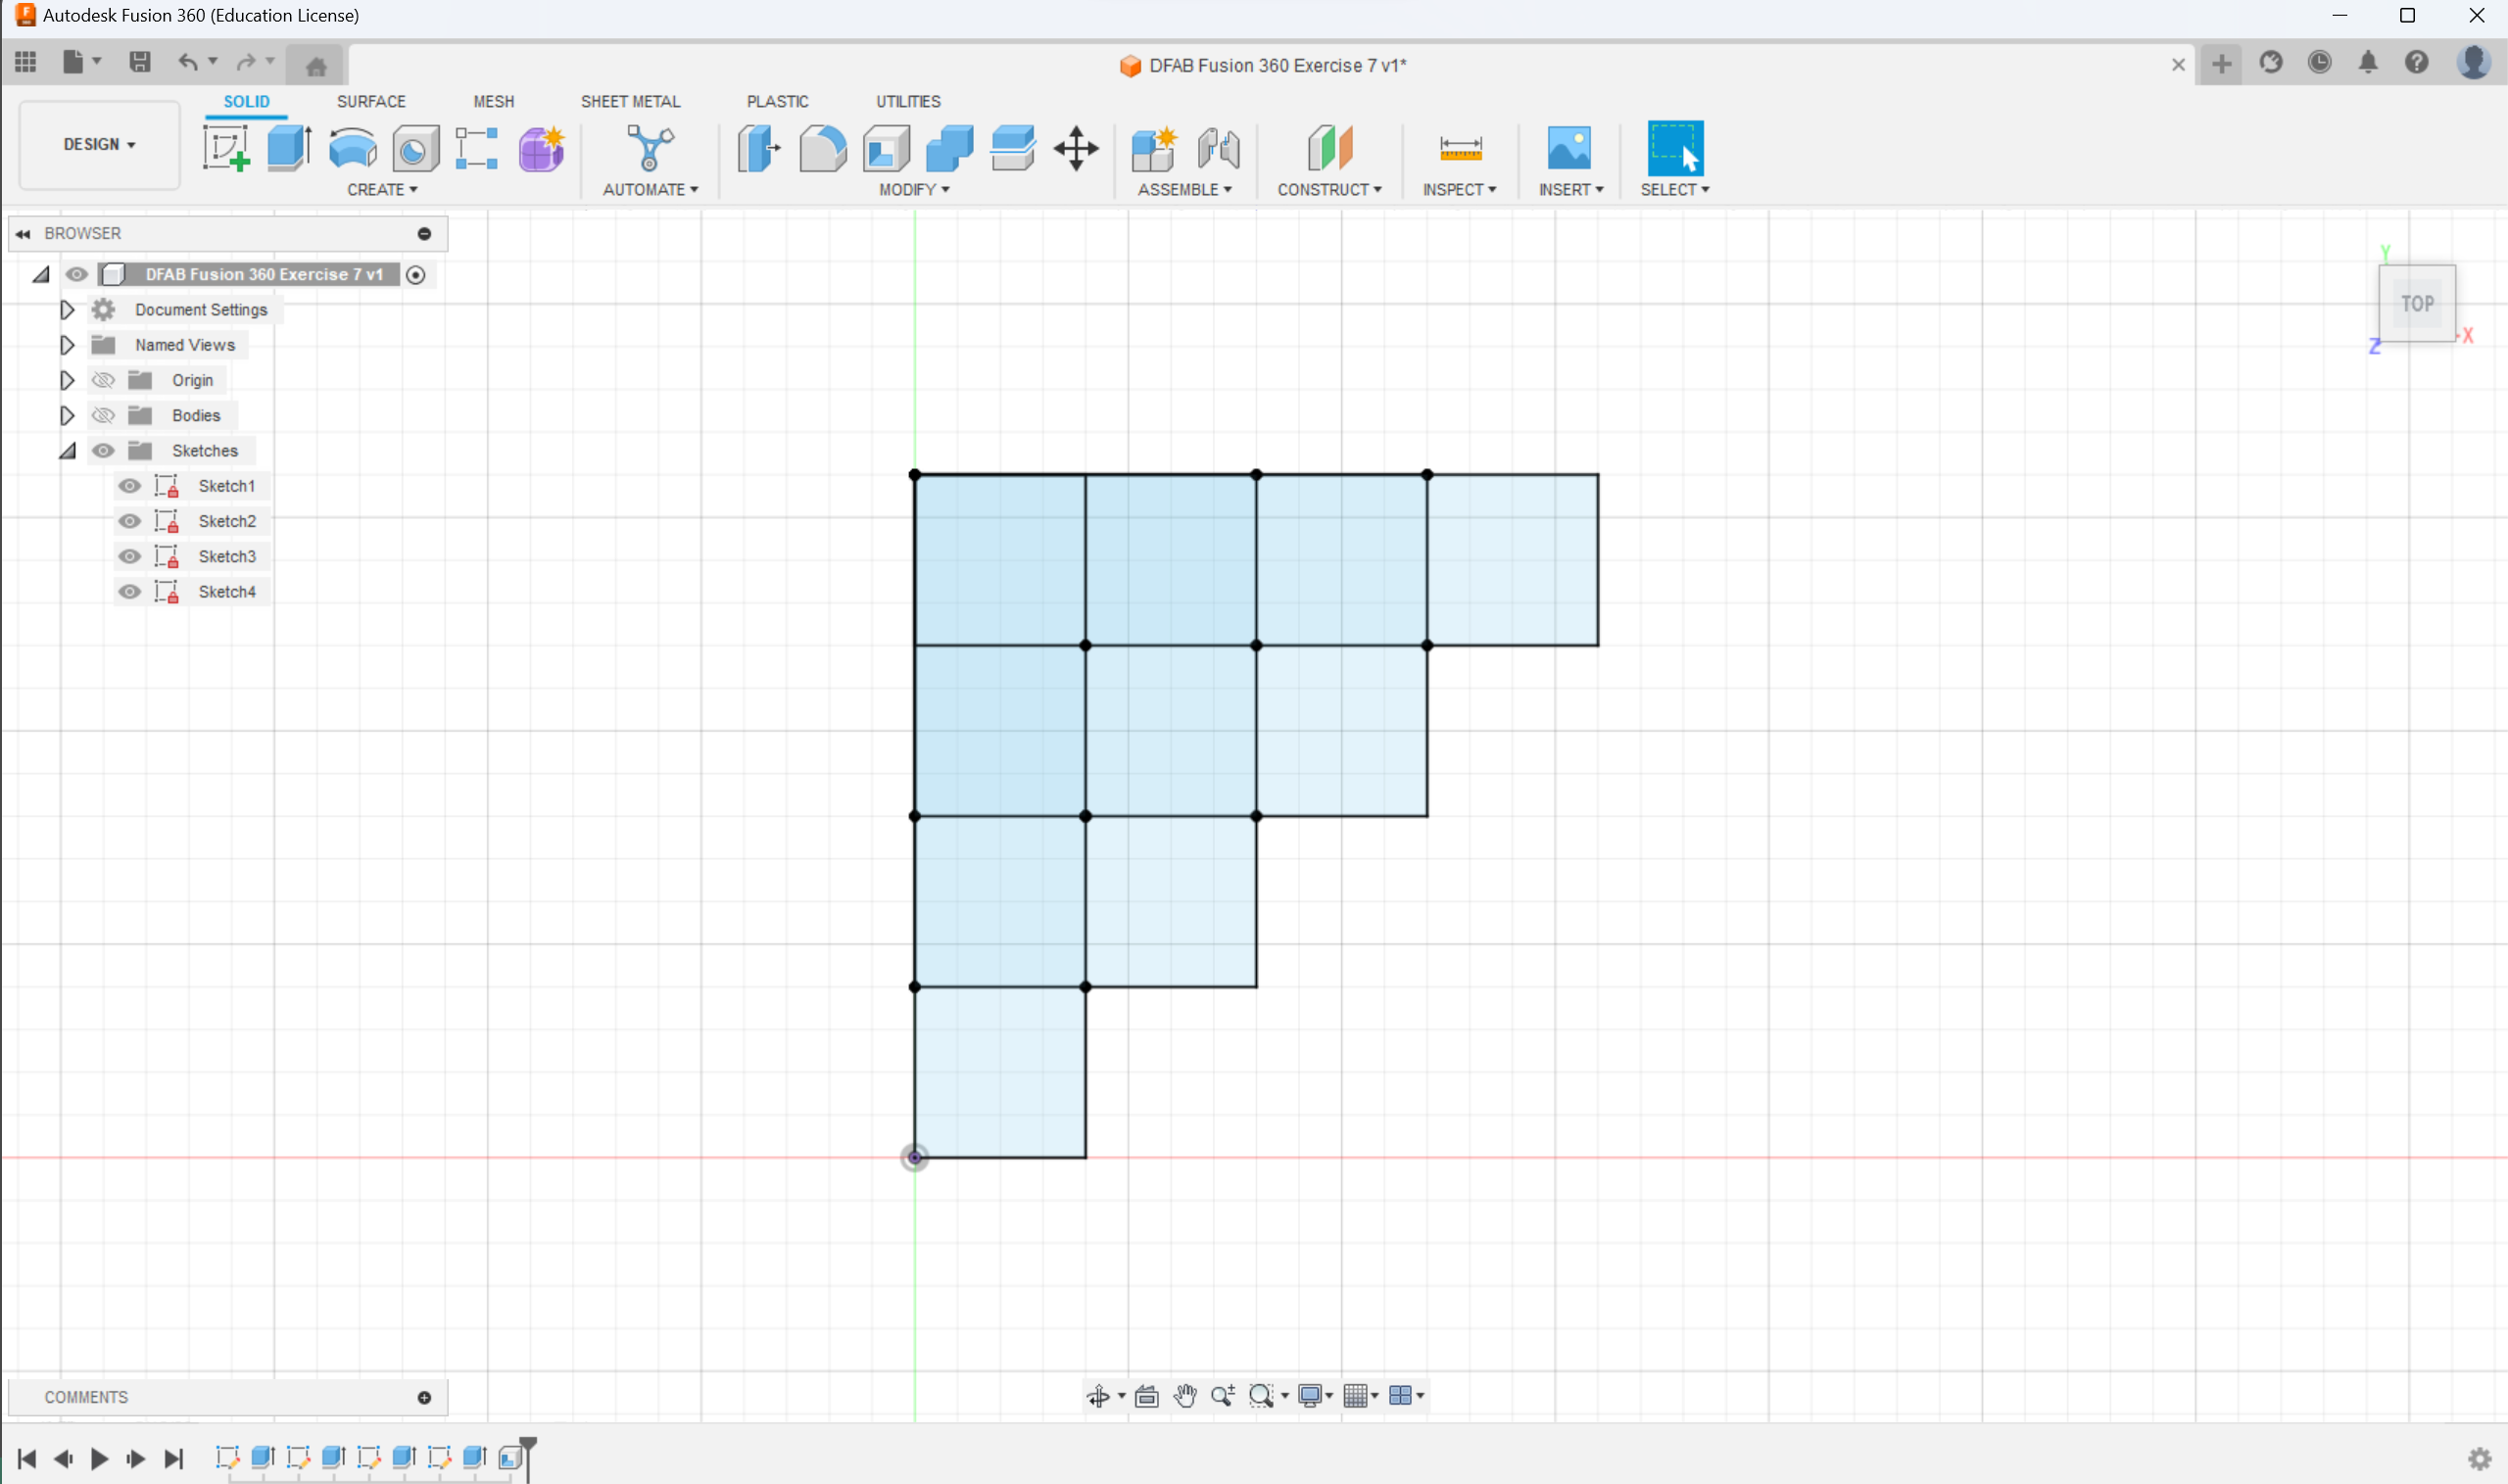 Autodesk Fusion 360 (Education License)
DFAB Fusion 360 Exercise 7 v1*
SOLID SURFACE MESH SHEET METAL PLASTIC UTILITIES
DESIGN
CREATE AUTOMATE MODIFY ASSEMBLE CONSTRUCT INSPECT INSERT SELECT
BROWSER
DFAB Fusion 360 Exercise 7 v1
Document Settings
Named Views
Origin
Bodies
Sketches
Sketch1
Sketch2
Sketch3
Sketch4
Y
TOP
X
Z
COMMENTS